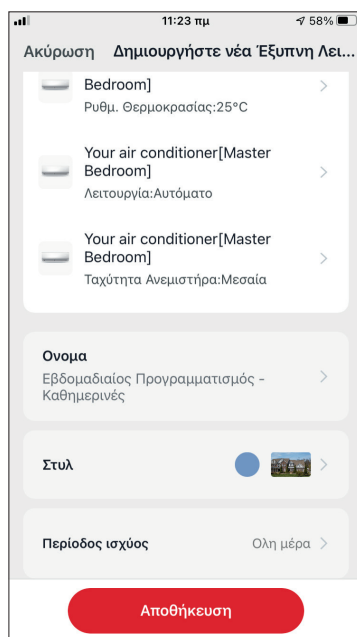 11:23 πμ
58%
Ακύρωση Δημιουργήστε νέα Έξυπνη Λει...
Bedroom]
Ρυθμ. Θερμοκρασίας:25°C
Your air conditioner[Master
Bedroom]
Λειτουργία:Αυτόματο
Your air conditioner[Master
Bedroom]
Ταχύτητα Ανεμιστήρα:Μεσαία
Ονομα
Εβδομαδιαίος Προγραμματισμός -
Καθημερινές
Στυλ
Περίοδος ισχύος Ολη μέρα
Αποθήκευση